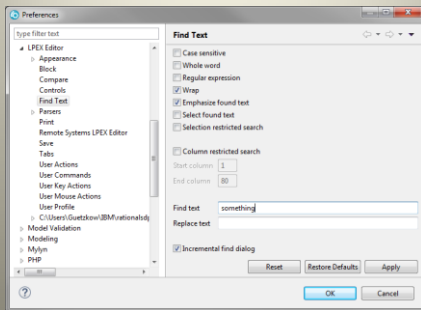 Preferences
type filter text
LPEX Editor
Appearance
Block
Compare
Controls
Find Text
Parsers
Print
Remote Systems LPEX Editor
Save
Tabs
User Actions
User Commands
User Key Actions
User Mouse Actions
User Profile
C:\Users\Guetzkow\IBM\rationalsdp
Model Validation
Modeling
Mylyn
PHP
Find Text
Case sensitive
Whole word
Regular expression
Wrap
Emphasize found text
Select found text
Selection restricted search
Column restricted search
Start column 1
End column 80
Find text something
Replace text
Incremental find dialog
Reset Restore Defaults Apply
OK Cancel